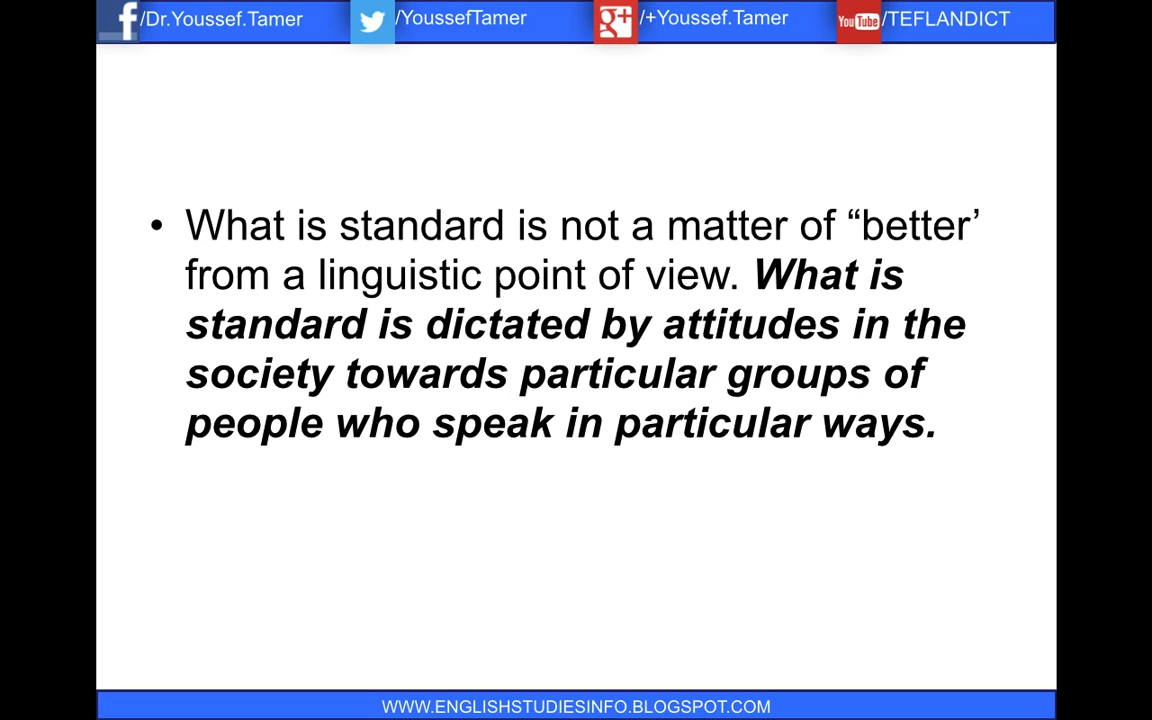 /Dr.Youssef.Tamer /YoussefTamer /+Youssef.Tamer You Tube /TEFLANDICT
• What is standard is not a matter of “better’
from a linguistic point of view. What is
standard is dictated by attitudes in the
society towards particular groups of
people who speak in particular ways.
WWW.ENGLISHSTUDIESINFO.BLOGSPOT.COM